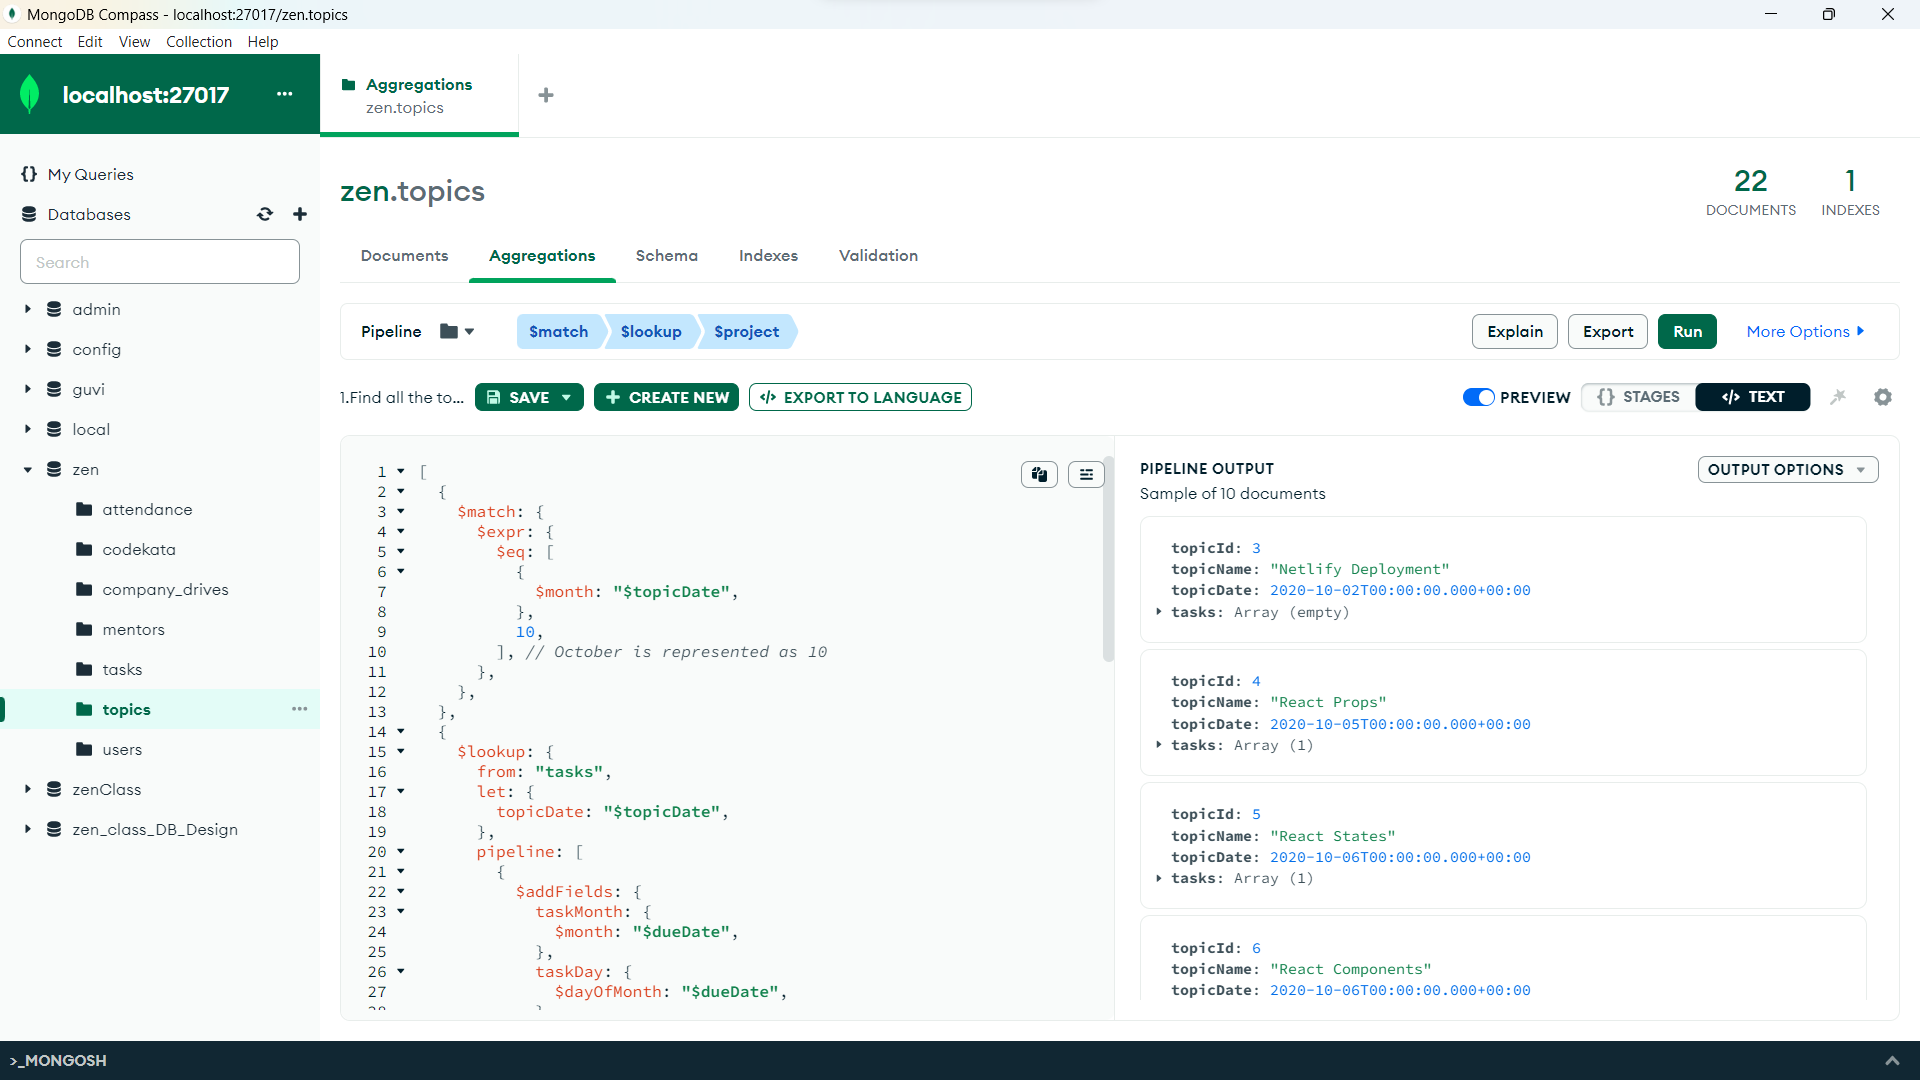 MongoDB Compass - localhost:27017/zen.topics
Connect Edit View Collection Help
localhost:27017 ...
Aggregations
zen.topics
{} My Queries
Databases
Search
admin
config
guvi
local
zen
attendance
codekata
company_drives
mentors
tasks
topics
users
zenClass
zen_class_DB_Design
zen.topics
22
DOCUMENTS
1
INDEXES
Documents Aggregations Schema Indexes Validation
Pipeline $match $lookup $project Explain Export Run More Options
1.Find all the to... SAVE + CREATE NEW </> EXPORT TO LANGUAGE PREVIEW {} STAGES </> TEXT
1 [
2 {
3 $match: {
4 $expr: {
5 $eq: [
6 {
7 $month: "$topicDate",
8 },
9 10,
10 ], // October is represented as 10
11 },
12 },
13 },
14 {
15 $lookup: {
16 from: "tasks",
17 let: {
18 topicDate: "$topicDate",
19 },
20 pipeline: [
21 {
22 $addFields: {
23 taskMonth: {
24 $month: "$dueDate",
25 },
26 taskDay: {
27 $dayOfMonth: "$dueDate",
PIPELINE OUTPUT
Sample of 10 documents
OUTPUT OPTIONS
topicId: 3
topicName: "Netlify Deployment"
topicDate: 2020-10-02T00:00:00.000+00:00
tasks: Array (empty)
topicId: 4
topicName: "React Props"
topicDate: 2020-10-05T00:00:00.000+00:00
tasks: Array (1)
topicId: 5
topicName: "React States"
topicDate: 2020-10-06T00:00:00.000+00:00
tasks: Array (1)
topicId: 6
topicName: "React Components"
topicDate: 2020-10-06T00:00:00.000+00:00
>_MONGOSH